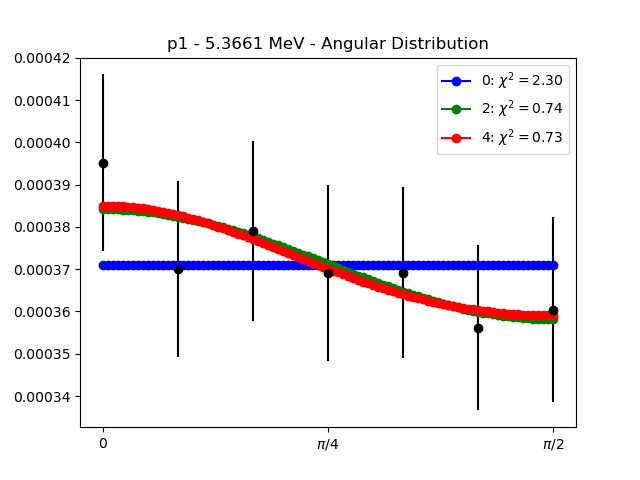 p1 - 5.3661 MeV - Angular Distribution
0.00042
0.00041
0.00040
0.00039
0.00038
0.00037
0.00036
0.00035
0.00034
0: χ² = 2.30
2: χ² = 0.74
4: χ² = 0.73
0
π/4
π/2